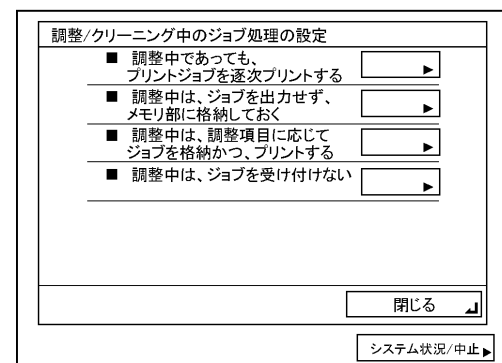 調整/クリーニング中のジョブ処理の設定
■ 調整中であっても、
プリントジョブを逐次プリントする
■ 調整中は、ジョブを出力せず、
メモリ部に格納しておく
■ 調整中は、調整項目に応じて
ジョブを格納かつ、プリントする
■ 調整中は、ジョブを受け付けない
閉じる
システム状況/中止